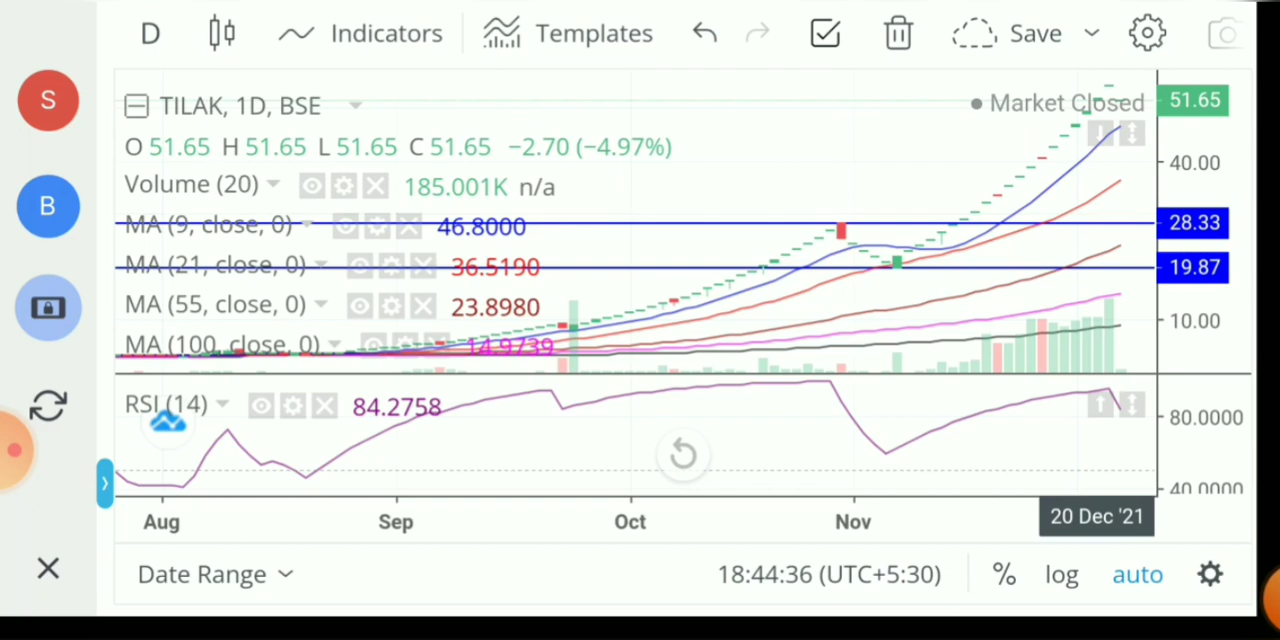 D Indicators Templates Save
S
TILAK, 1D, BSE Market Closed 51.65
O 51.65 H 51.65 L 51.65 C 51.65 −2.70 (−4.97%)
40.00
Volume (20) 185.001K n/a
B
MA (9, close, 0) 46.8000 28.33
MA (21, close, 0) 36.5190 19.87
MA (55, close, 0) 23.8980
10.00
MA (100, close, 0) 14.9739
RSI (14) 84.2758 80.0000
40.0000
Aug Sep Oct Nov 20 Dec '21
Date Range 18:44:36 (UTC+5:30) % log auto